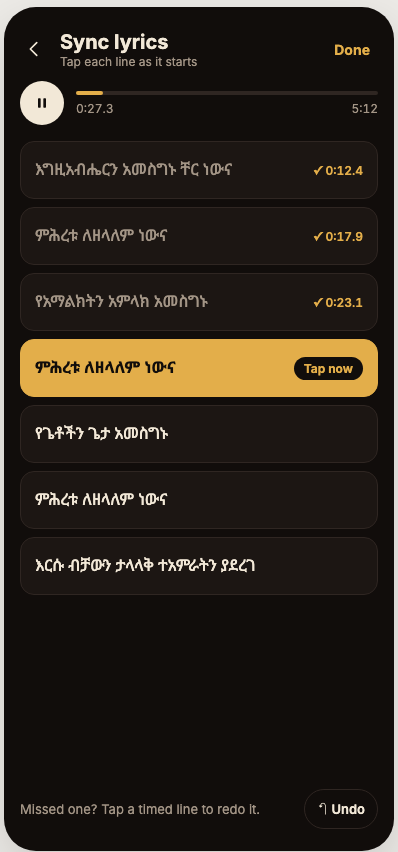 Sync lyrics
Done
Tap each line as it starts
0:27.3
5:12
እግዚአብሔርን አመስግኑ ቸር ነውና
✓ 0:12.4
ምሕረቱ ለዘላለም ነውና
✓ 0:17.9
የአማልክትን አምላክ አመስግኑ
✓ 0:23.1
ምሕረቱ ለዘላለም ነውና
Tap now
የጌቶችን ጌታ አመስግኑ
ምሕረቱ ለዘላለም ነውና
እርሱ ብቻውን ታላላቅ ተአምራትን ያደረገ
Missed one? Tap a timed line to redo it.
Undo